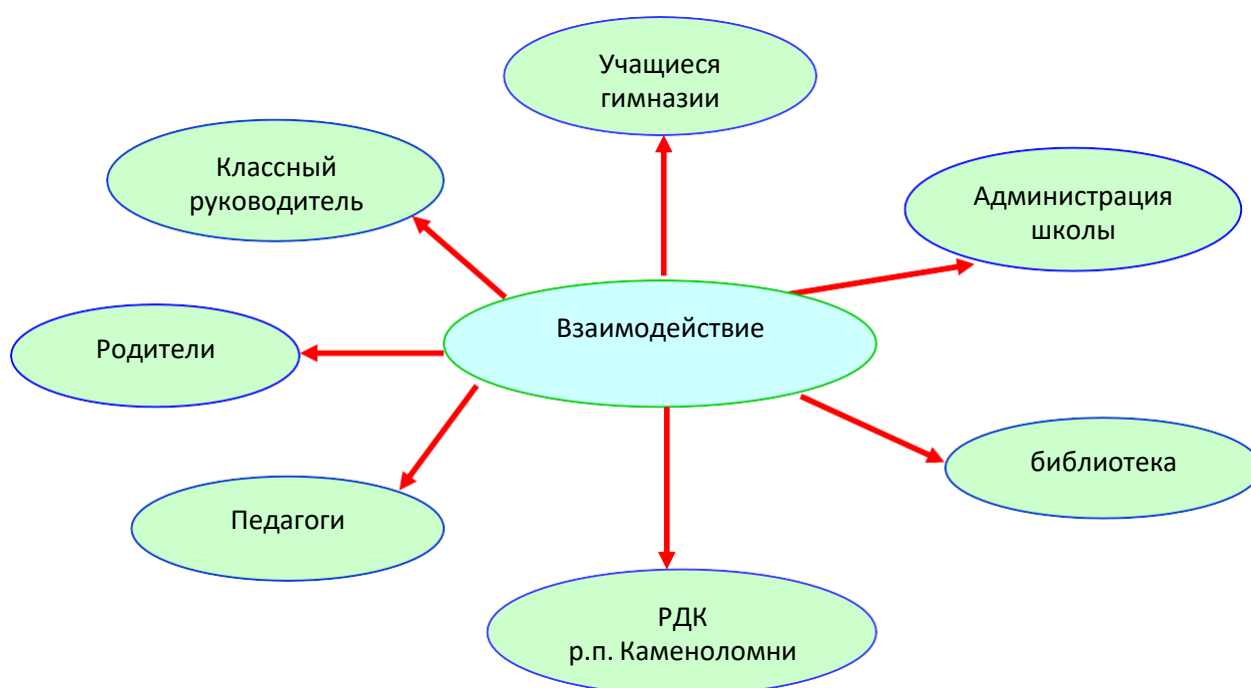 Учащиеся
гимназии
Классный
руководитель
Администрация
школы
Взаимодействие
Родители
библиотека
Педагоги
РДК
р.п. Каменоломни